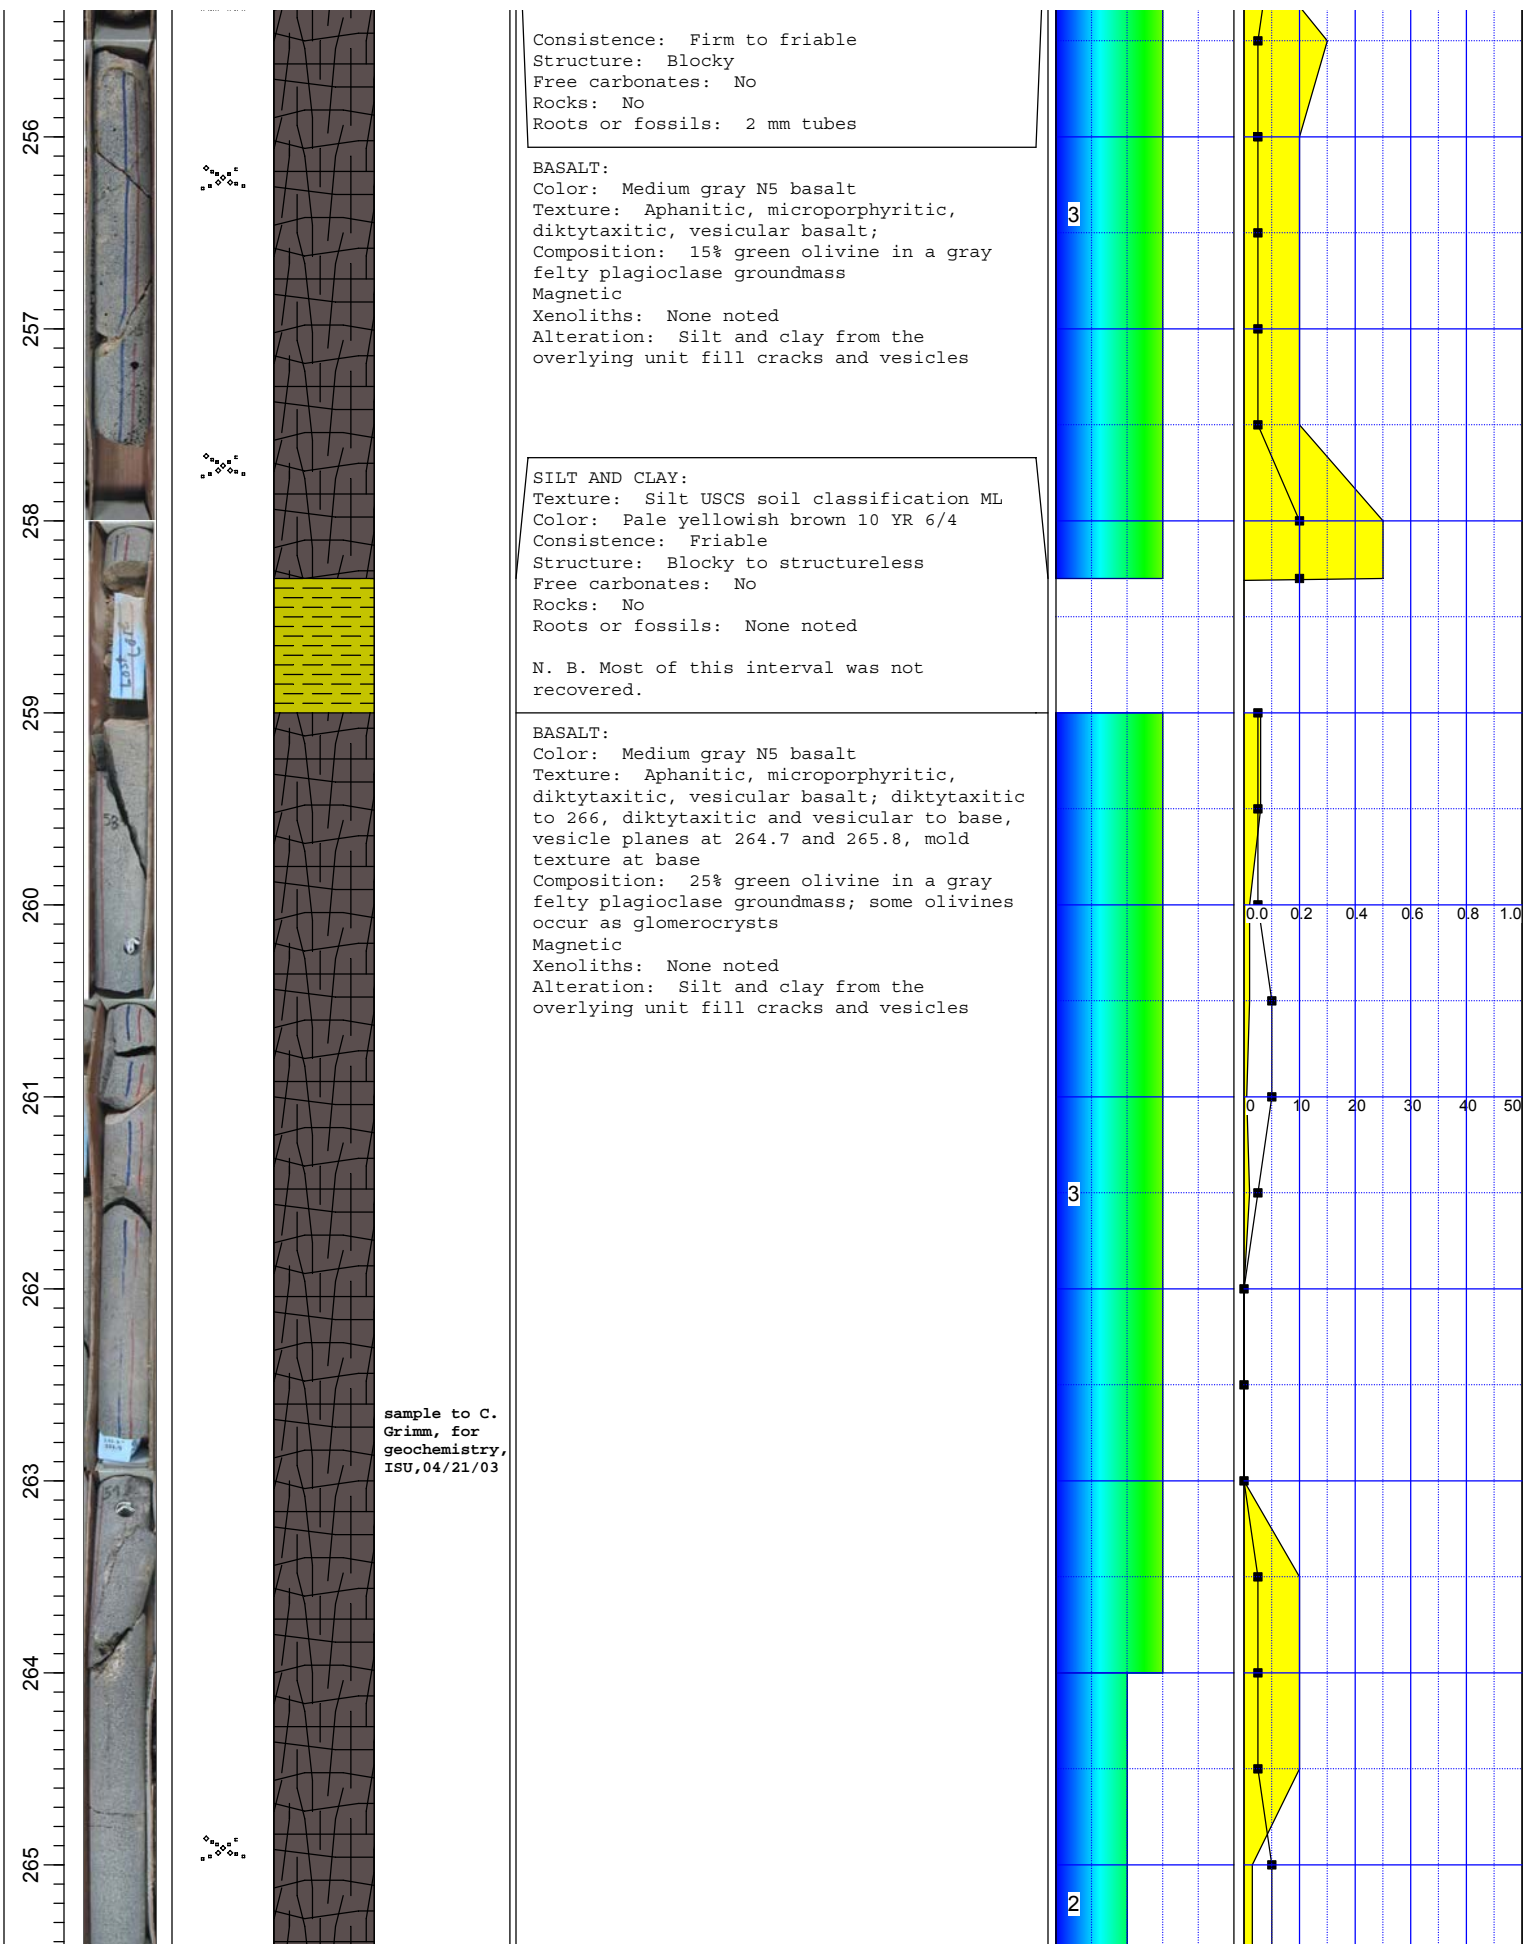 Consistence: Firm to friable
Structure: Blocky
Free carbonates: No
Rocks: No
Roots or fossils: 2 mm tubes
256
BASALT:
Color: Medium gray N5 basalt
Texture: Aphanitic, microporphyritic,
diktytaxitic, vesicular basalt;
Composition: 15% green olivine in a gray
felty plagioclase groundmass
Magnetic
Xenoliths: None noted
Alteration: Silt and clay from the
overlying unit fill cracks and vesicles
3
257
SILT AND CLAY:
Texture: Silt USCS soil classification ML
Color: Pale yellowish brown 10 YR 6/4
Consistence: Friable
Structure: Blocky to structureless
Free carbonates: No
Rocks: No
Roots or fossils: None noted
N. B. Most of this interval was not
recovered.
258
Lost
259
BASALT:
Color: Medium gray N5 basalt
Texture: Aphanitic, microporphyritic,
diktytaxitic, vesicular basalt; diktytaxitic
to 266, diktytaxitic and vesicular to base,
vesicle planes at 264.7 and 265.8, mold
texture at base
Composition: 25% green olivine in a gray
felty plagioclase groundmass; some olivines
occur as glomerocrysts
Magnetic
Xenoliths: None noted
Alteration: Silt and clay from the
overlying unit fill cracks and vesicles
260
0.0 0.2 0.4 0.6 0.8 1.0
261
0 10 20 30 40 50
3
262
sample to C.
Grimm, for
geochemistry,
ISU,04/21/03
263
264
265
2